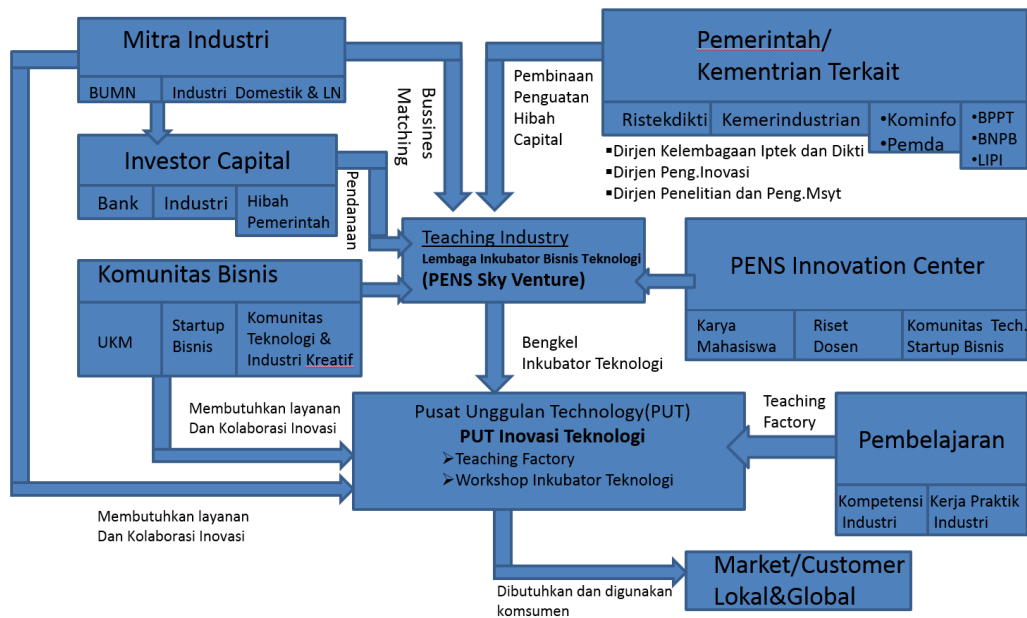 Mitra Industri
BUMN
Industri Domestik & LN
Bussines
Matching
Pembinaan
Penguatan
Hibah
Capital
Pemerintah/
Kementrian Terkait
Ristekdikti
Kemerindustrian
•Kominfo
•Pemda
•BPPT
•BNPB
•LIPI
▪Dirjen Kelembagaan Iptek dan Dikti
▪Dirjen Peng.Inovasi
▪Dirjen Penelitian dan Peng.Msyt
Investor Capital
Bank
Industri
Hibah
Pemerintah
Pendanaan
Teaching Industry
Lembaga Inkubator Bisnis Teknologi
(PENS Sky Venture)
PENS Innovation Center
Karya
Mahasiswa
Riset
Dosen
Komunitas Tech.
Startup Bisnis
Komunitas Bisnis
UKM
Startup
Bisnis
Komunitas
Teknologi &
Industri Kreatif
Bengkel
Inkubator Teknologi
Membutuhkan layanan
Dan Kolaborasi Inovasi
Pusat Unggulan Technology(PUT)
PUT Inovasi Teknologi
➢Teaching Factory
➢Workshop Inkubator Teknologi
Teaching
Factory
Pembelajaran
Kompetensi
Industri
Kerja Praktik
Industri
Membutuhkan layanan
Dan Kolaborasi Inovasi
Dibutuhkan dan digunakan
komsumen
Market/Customer
Lokal&Global